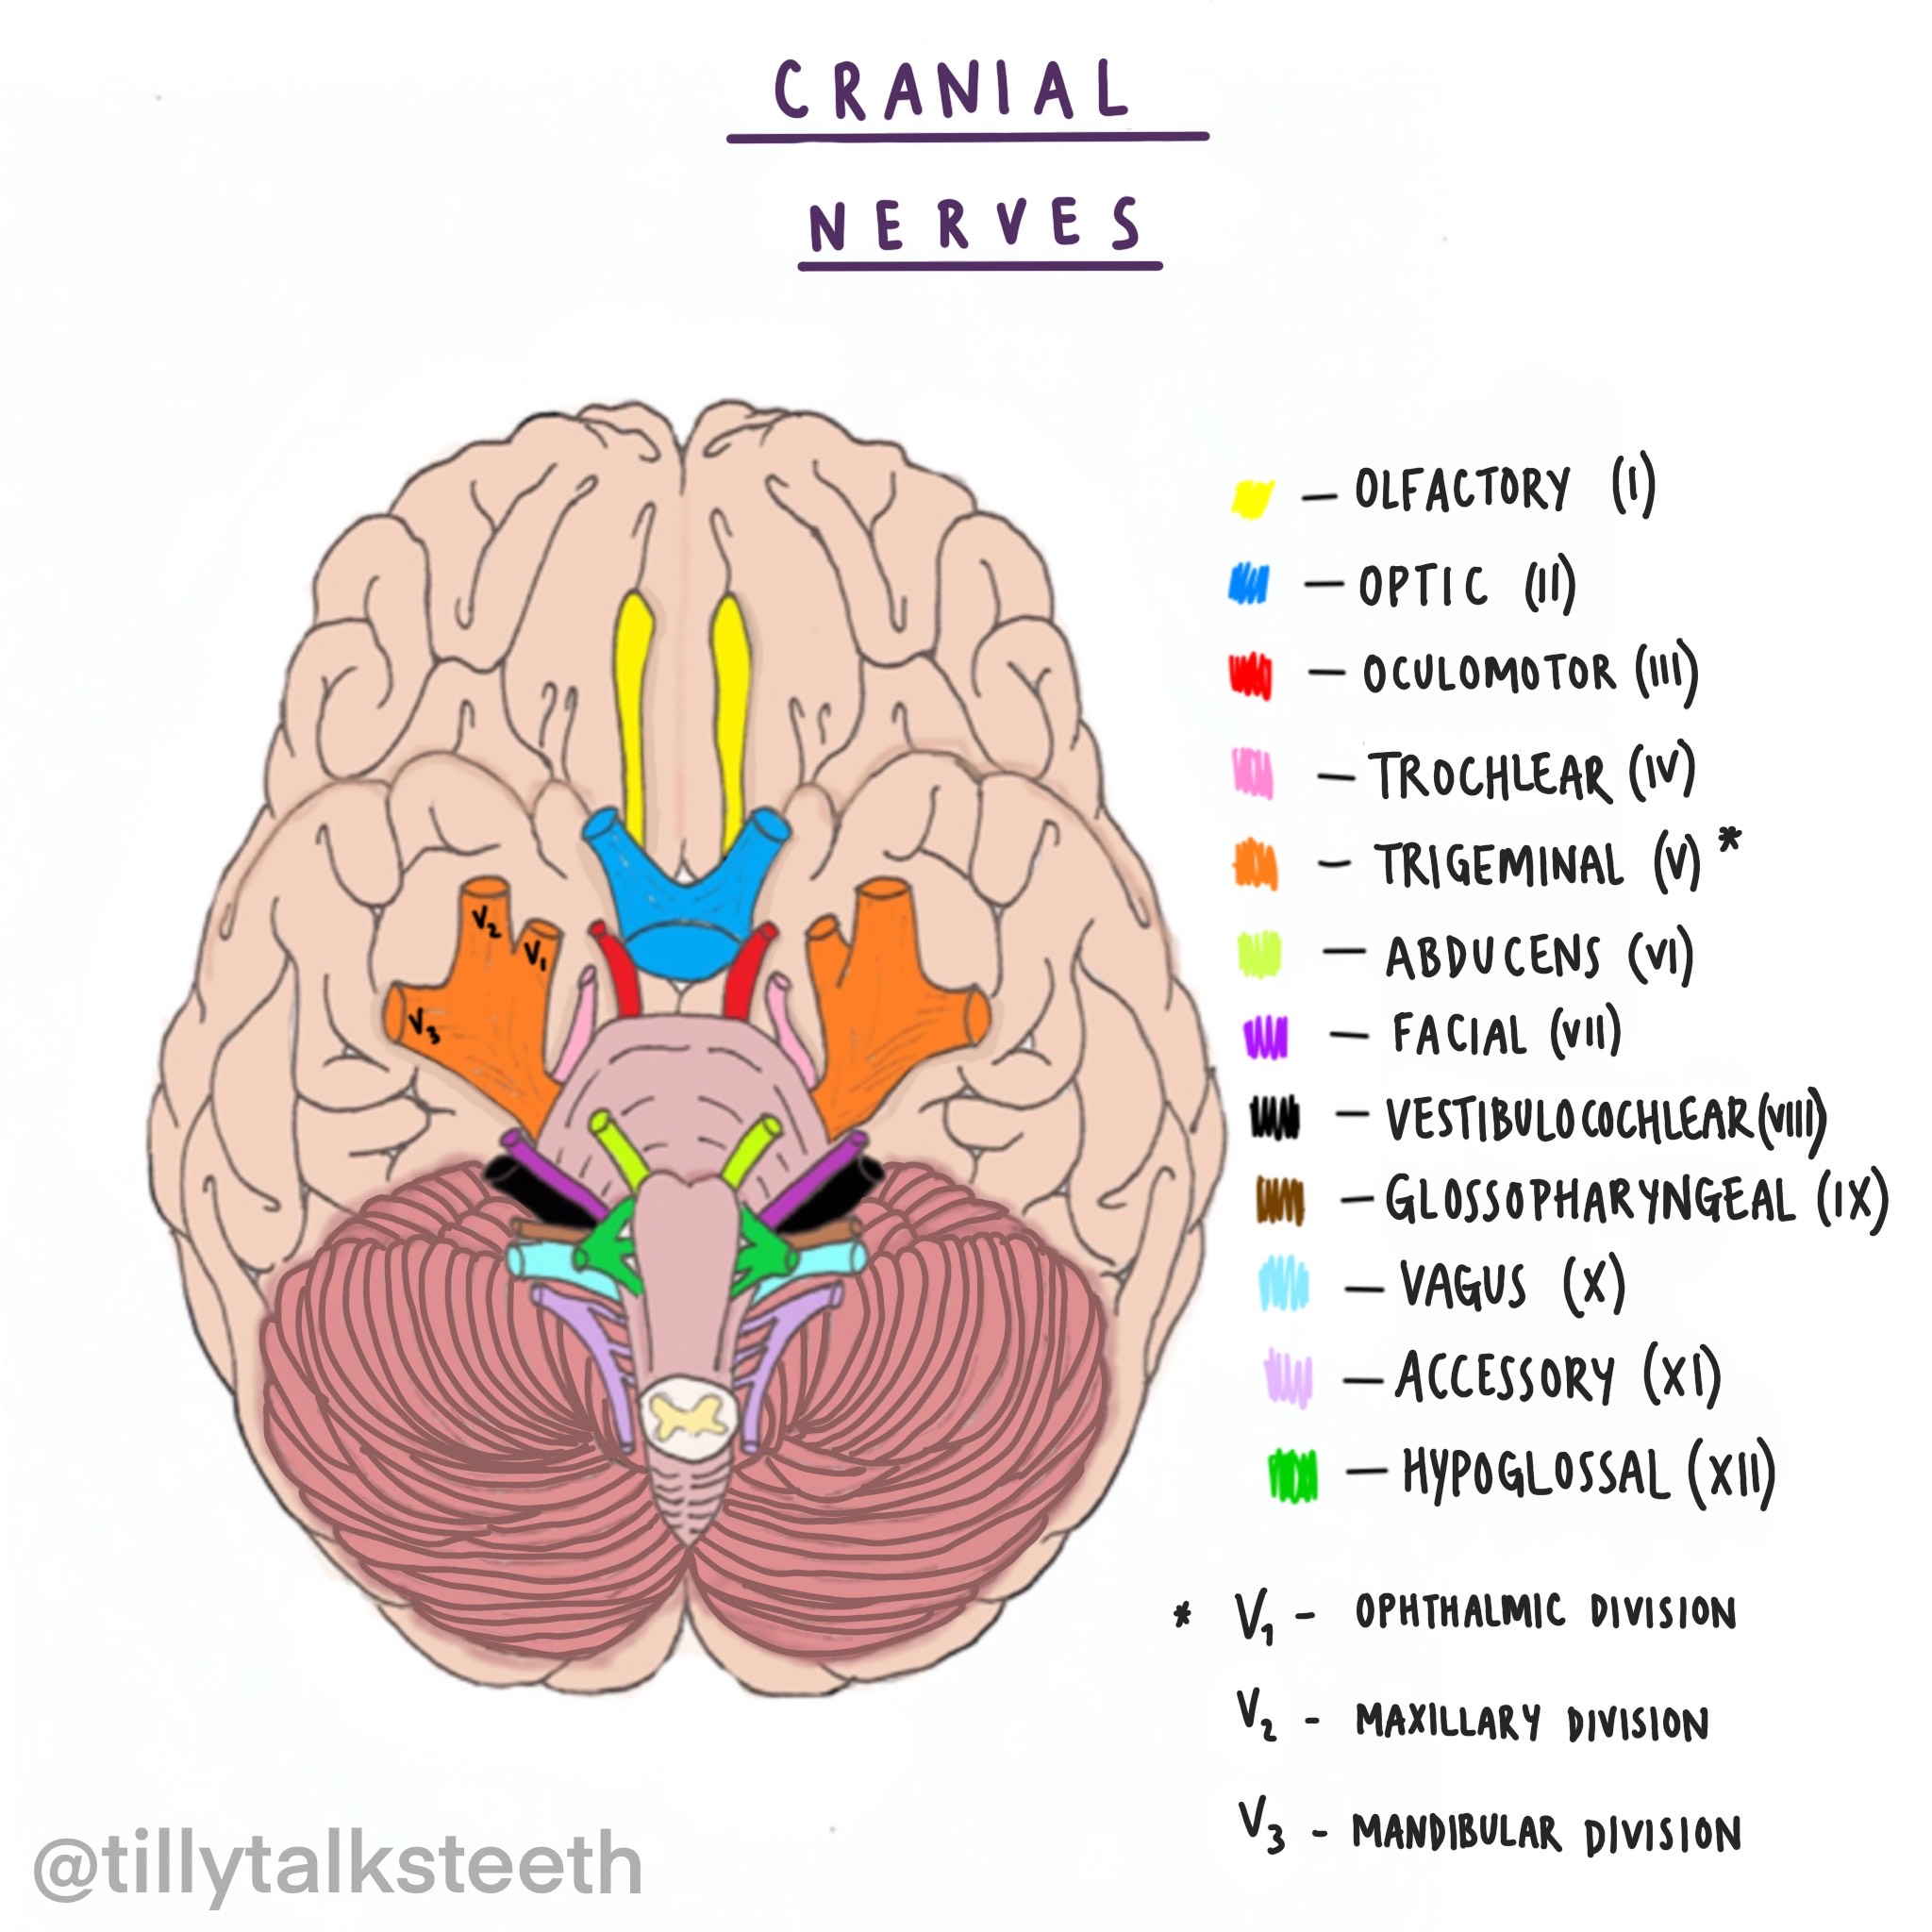 CRANIAL
NERVES
— OLFACTORY (I)
— OPTIC (II)
— OCULOMOTOR (III)
— TROCHLEAR (IV)
— TRIGEMINAL (V) *
— ABDUCENS (VI)
— FACIAL (VII)
— VESTIBULOCOCHLEAR (VIII)
— GLOSSOPHARYNGEAL (IX)
— VAGUS (X)
— ACCESSORY (XI)
— HYPOGLOSSAL (XII)
V2
V1
V3
* V1 - OPHTHALMIC DIVISION
V2 - MAXILLARY DIVISION
V3 - MANDIBULAR DIVISION
@tillytalksteeth